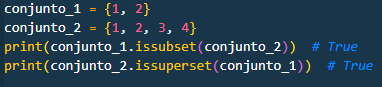 conjunto_1 = {1, 2}
conjunto_2 = {1, 2, 3, 4}
print(conjunto_1.issubset(conjunto_2))  # True
print(conjunto_2.issuperset(conjunto_1))  # True